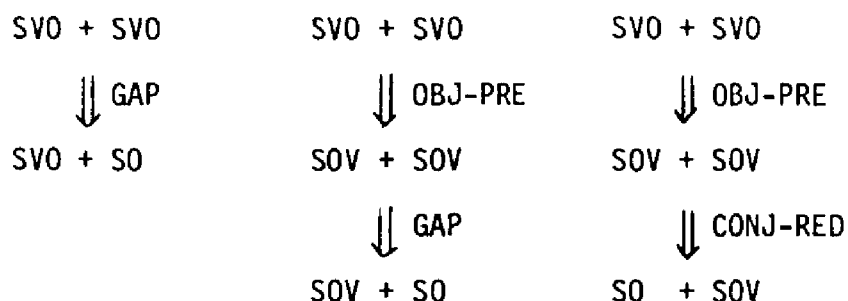 SVO + SVO SVO + SVO SVO + SVO
⇓ GAP ⇓ OBJ-PRE ⇓ OBJ-PRE
SVO + SO SOV + SOV SOV + SOV
⇓ GAP ⇓ CONJ-RED
SOV + SO SO + SOV